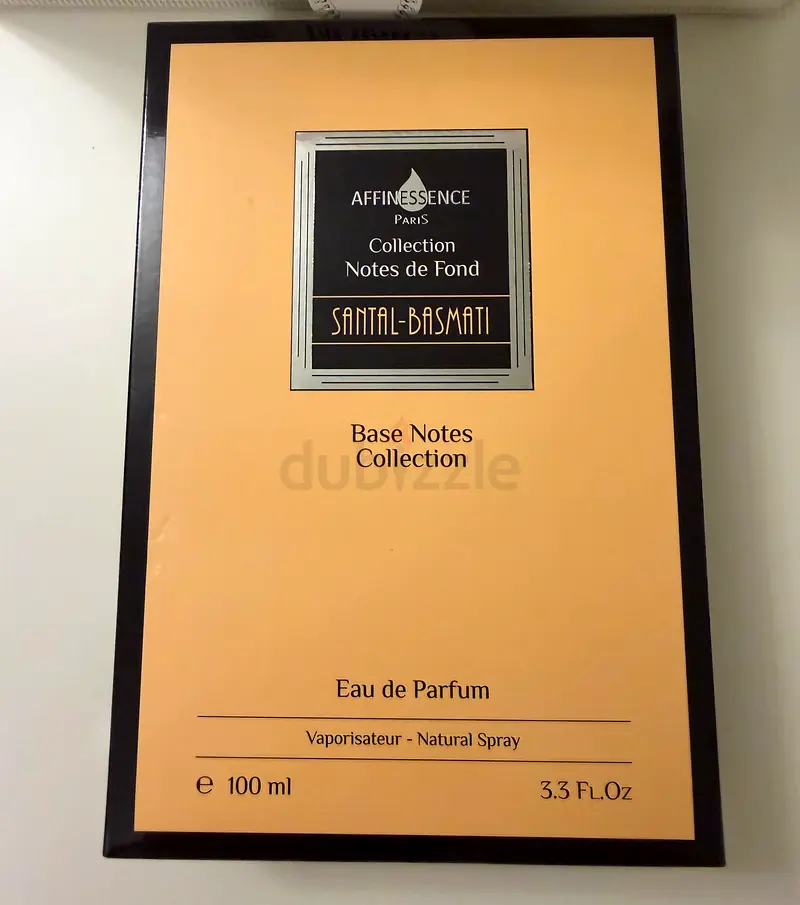 AFFINESSENCE
PARIS
Collection
Notes de Fond
SANTAL-BASMATI
Base Notes
Collection
dubizzle
Eau de Parfum
Vaporisateur - Natural Spray
℮ 100 ml
3.3 FL.OZ